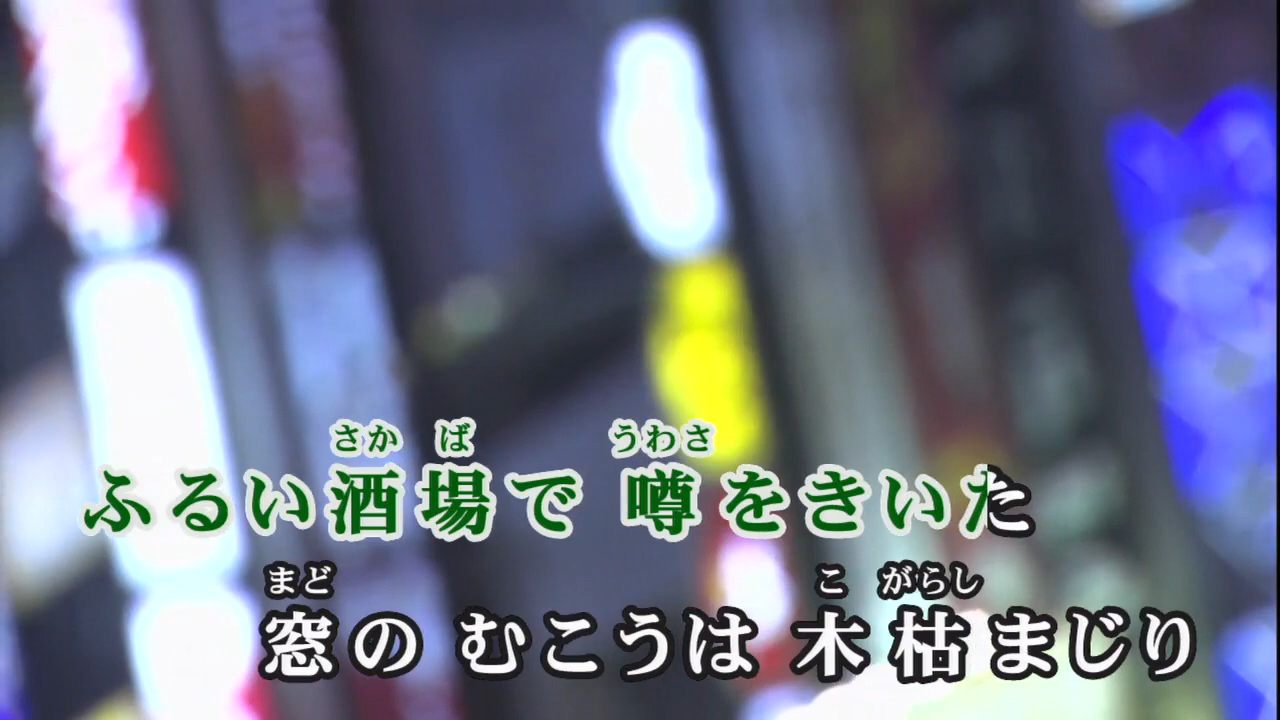 さかば うわさ
ふるい酒場で 噂をきいた
まど こがらし
窓の むこうは 木枯まじり